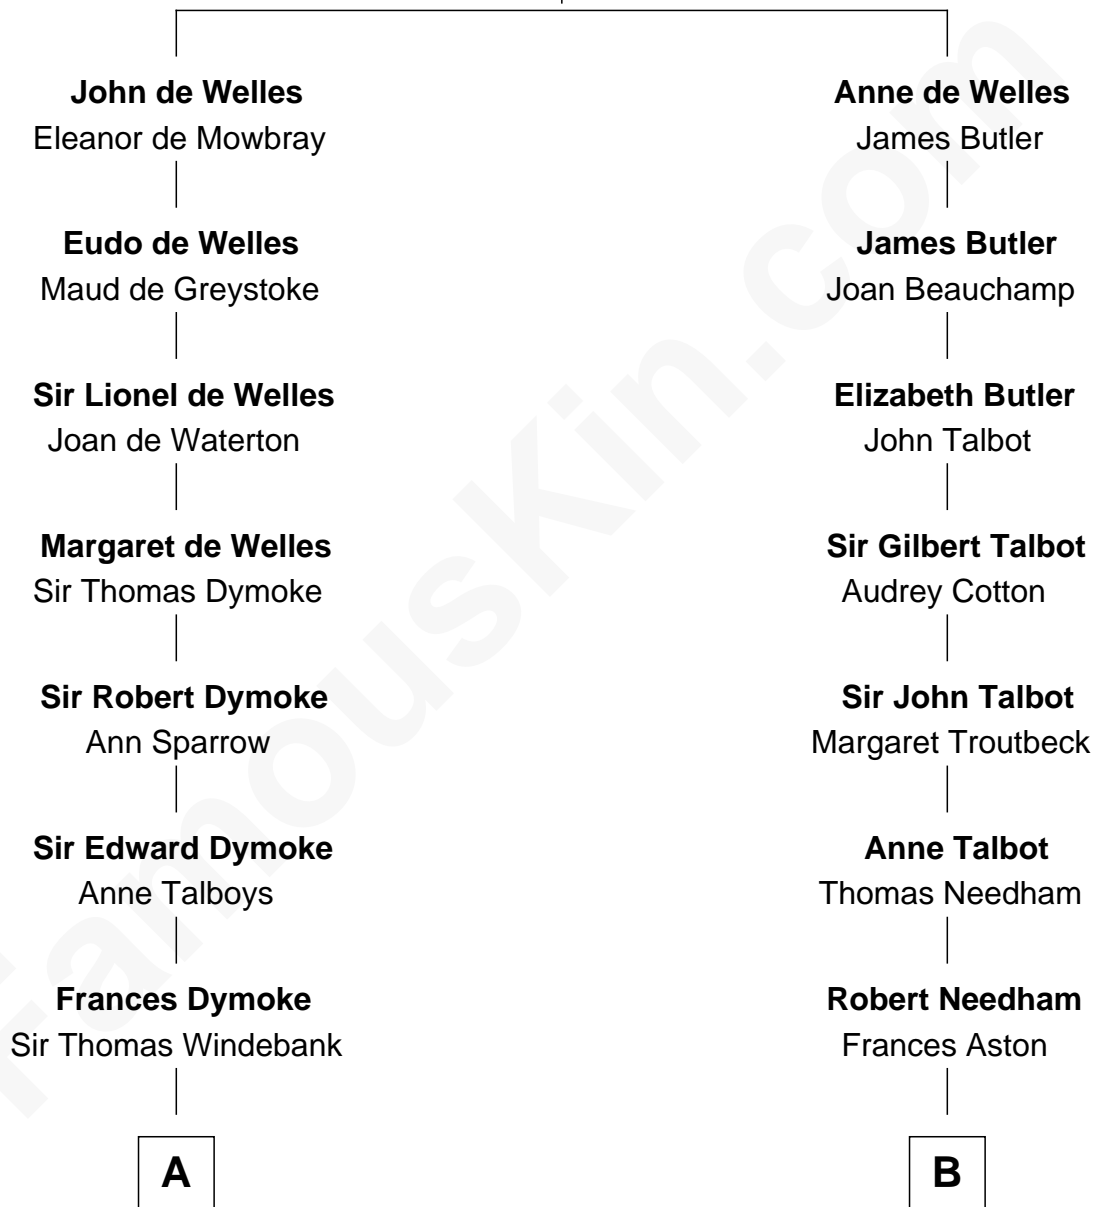 John de Welles
Eleanor de Mowbray
Eudo de Welles
Maud de Greystoke
Sir Lionel de Welles
Joan de Waterton
Margaret de Welles
Sir Thomas Dymoke
Sir Robert Dymoke
Ann Sparrow
Sir Edward Dymoke
Anne Talboys
Frances Dymoke
Sir Thomas Windebank
A
Anne de Welles
James Butler
James Butler
Joan Beauchamp
Elizabeth Butler
John Talbot
Sir Gilbert Talbot
Audrey Cotton
Sir John Talbot
Margaret Troutbeck
Anne Talbot
Thomas Needham
Robert Needham
Frances Aston
B
FamousKin.com